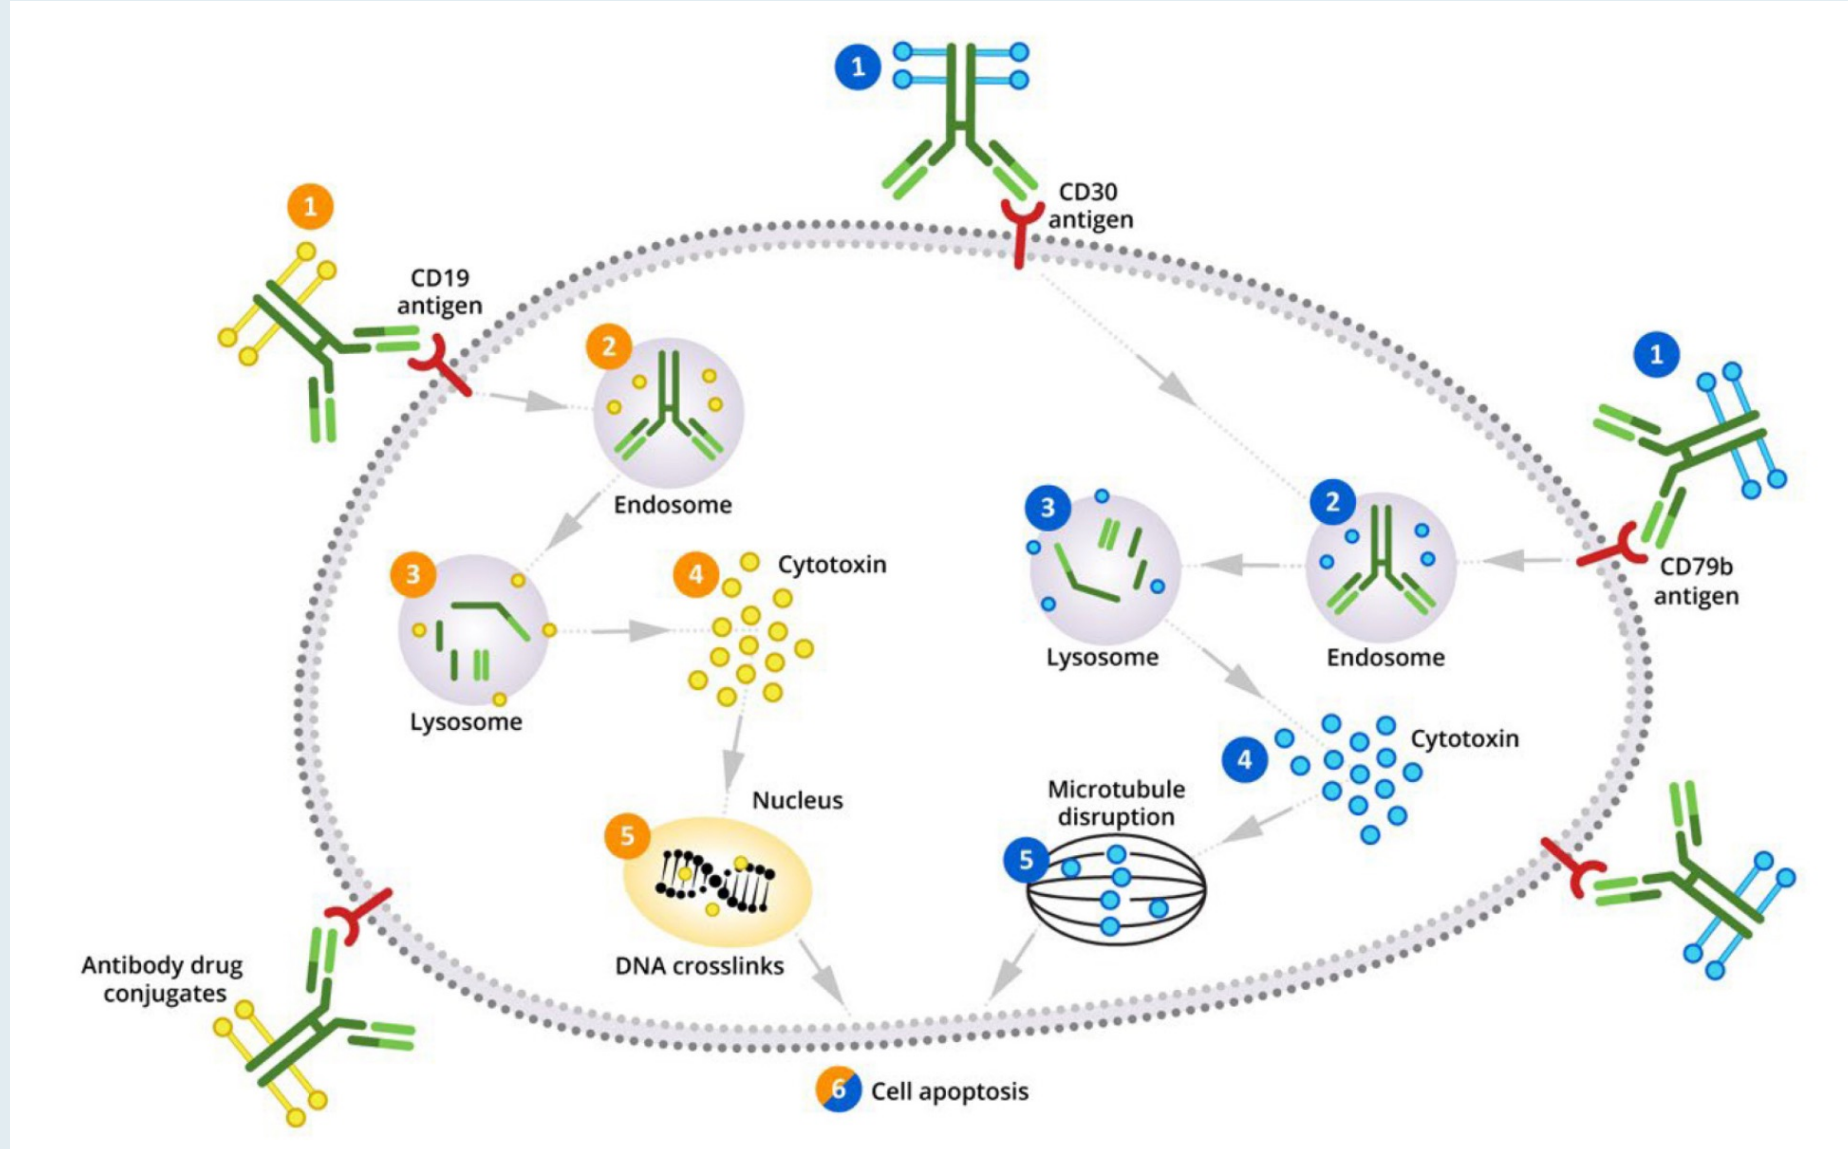 1
CD30
antigen
1
CD19
antigen
2
Endosome
1
CD79b
antigen
3
Lysosome
2
Endosome
3
Lysosome
4
Cytotoxin
4
Cytotoxin
Nucleus
5
DNA crosslinks
Microtubule
disruption
5
Antibody drug
conjugates
6
Cell apoptosis